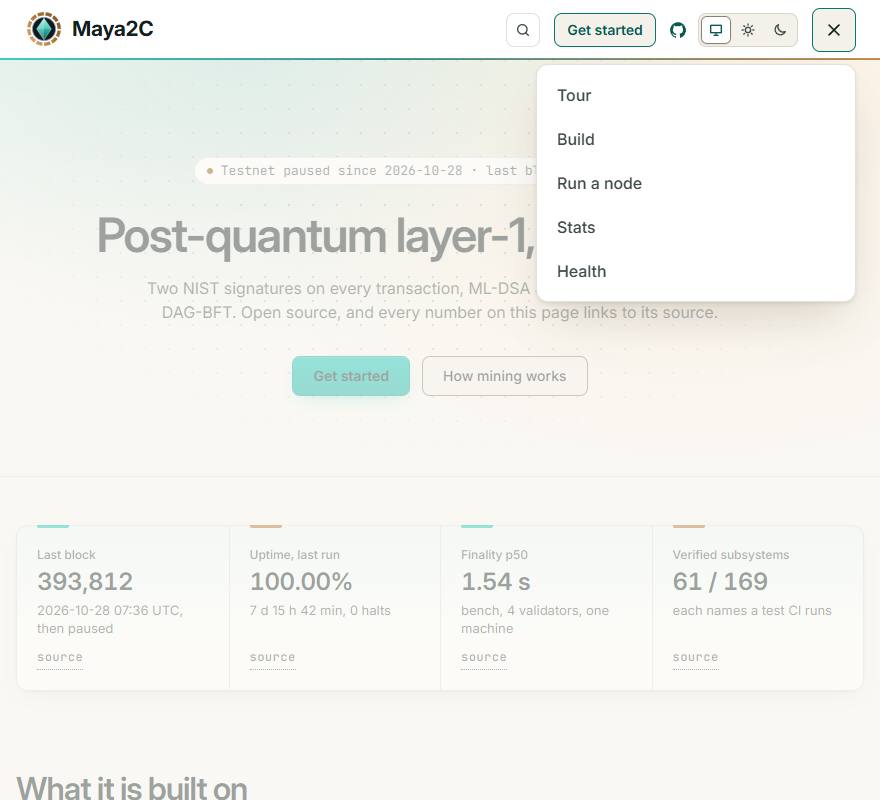 Maya2C
Get started
Tour
Build
Run a node
Stats
Health
Testnet paused since 2026-10-28 · last
Post-quantum layer-1,
Two NIST signatures on every transaction, ML-DSA
DAG-BFT. Open source, and every number on this page links to its source.
Get started
How mining works
Last block
393,812
2026-10-28 07:36 UTC,
then paused
source
Uptime, last run
100.00%
7 d 15 h 42 min, 0 halts
source
Finality p50
1.54 s
bench, 4 validators, one
machine
source
Verified subsystems
61 / 169
each names a test CI runs
source
What it is built on